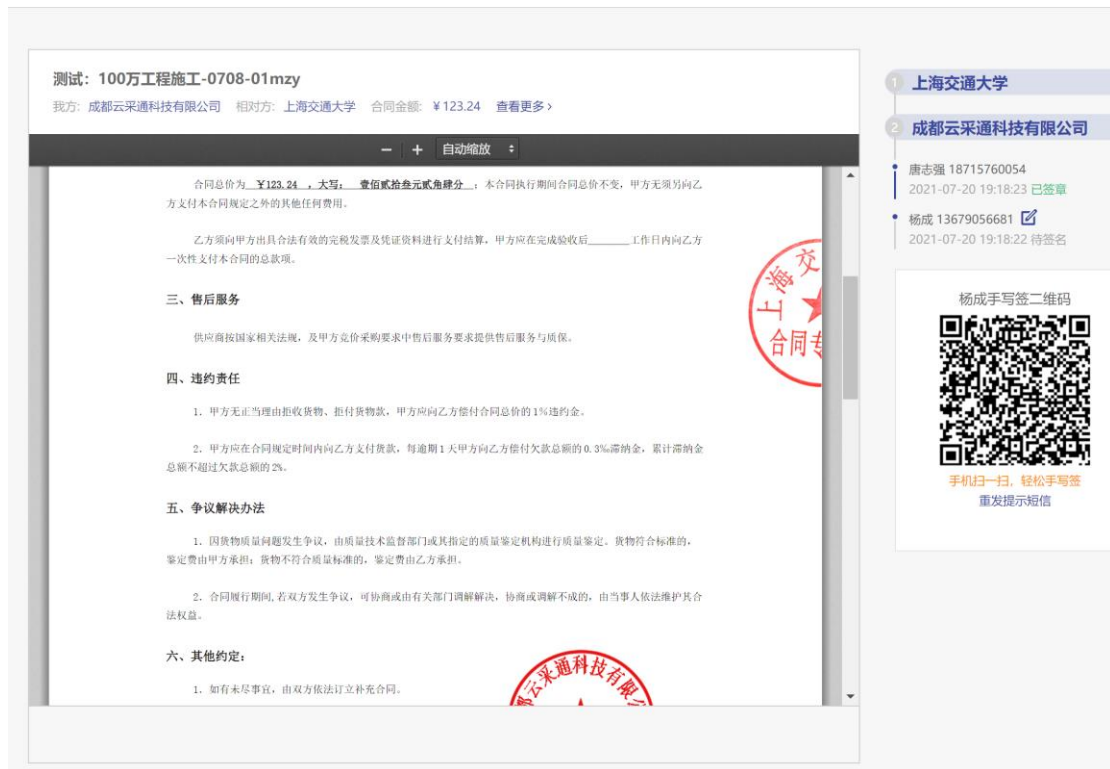 测试：100万工程施工-0708-01mzy
我方: 成都云采通科技有限公司 相对方: 上海交通大学 合同金额: ¥123.24 查看更多 >
− + 自动缩放
合同总价为 ¥123.24 ，大写： 壹佰贰拾叁元贰角肆分 ；本合同执行期间合同总价不变，甲方无须另向乙
方支付本合同规定之外的其他任何费用。
乙方须向甲方出具合法有效的完税发票及凭证资料进行支付结算，甲方应在完成验收后________工作日内向乙方
一次性支付本合同的总款项。
三、售后服务
供应商按国家相关法规，及甲方竞价采购要求中售后服务要求提供售后服务与质保。
四、违约责任
1. 甲方无正当理由拒收货物、拒付货物款，甲方应向乙方偿付合同总价的1%违约金。
2. 甲方应在合同规定时间内向乙方支付货款，每逾期1天甲方向乙方偿付欠款总额的0.3‰滞纳金，累计滞纳金
总额不超过欠款总额的2%。
五、争议解决办法
1. 因货物质量问题发生争议，由质量技术监督部门或其指定的质量鉴定机构进行质量鉴定。货物符合标准的，
鉴定费由甲方承担；货物不符合质量标准的，鉴定费由乙方承担。
2. 合同履行期间,若双方发生争议，可协商或由有关部门调解解决，协商或调解不成的，由当事人依法维护其合
法权益。
六、其他约定：
1. 如有未尽事宜，由双方依法订立补充合同。
上海交
合同专
都云采通科技有限公
1 上海交通大学
2 成都云采通科技有限公司
唐志强 18715760054
2021-07-20 19:18:23 已签章
杨成 13679056681
2021-07-20 19:18:22 待签名
杨成手写签二维码
手机扫一扫，轻松手写签
重发提示短信